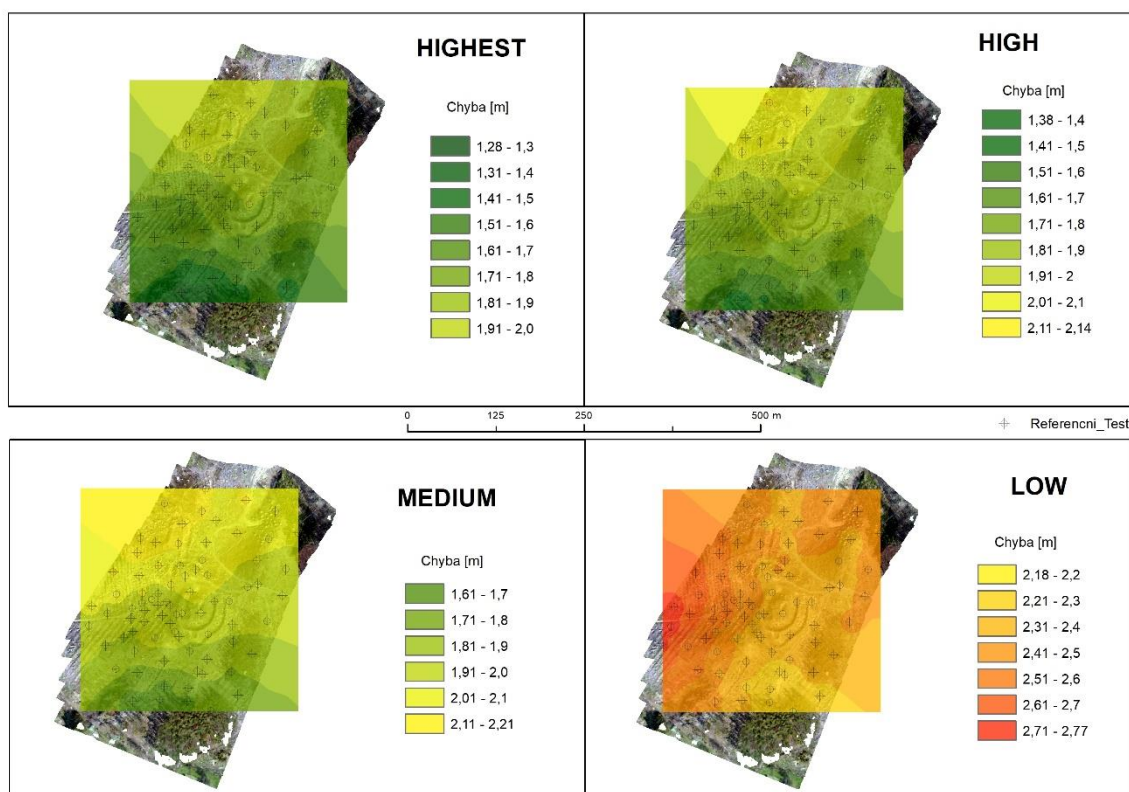 HIGHEST
Chyba [m]
1,28 - 1,3
1,31 - 1,4
1,41 - 1,5
1,51 - 1,6
1,61 - 1,7
1,71 - 1,8
1,81 - 1,9
1,91 - 2,0
HIGH
Chyba [m]
1,38 - 1,4
1,41 - 1,5
1,51 - 1,6
1,61 - 1,7
1,71 - 1,8
1,81 - 1,9
1,91 - 2
2,01 - 2,1
2,11 - 2,14
0 125 250 500 m
Referencni_Test
MEDIUM
Chyba [m]
1,61 - 1,7
1,71 - 1,8
1,81 - 1,9
1,91 - 2,0
2,01 - 2,1
2,11 - 2,21
LOW
Chyba [m]
2,18 - 2,2
2,21 - 2,3
2,31 - 2,4
2,41 - 2,5
2,51 - 2,6
2,61 - 2,7
2,71 - 2,77